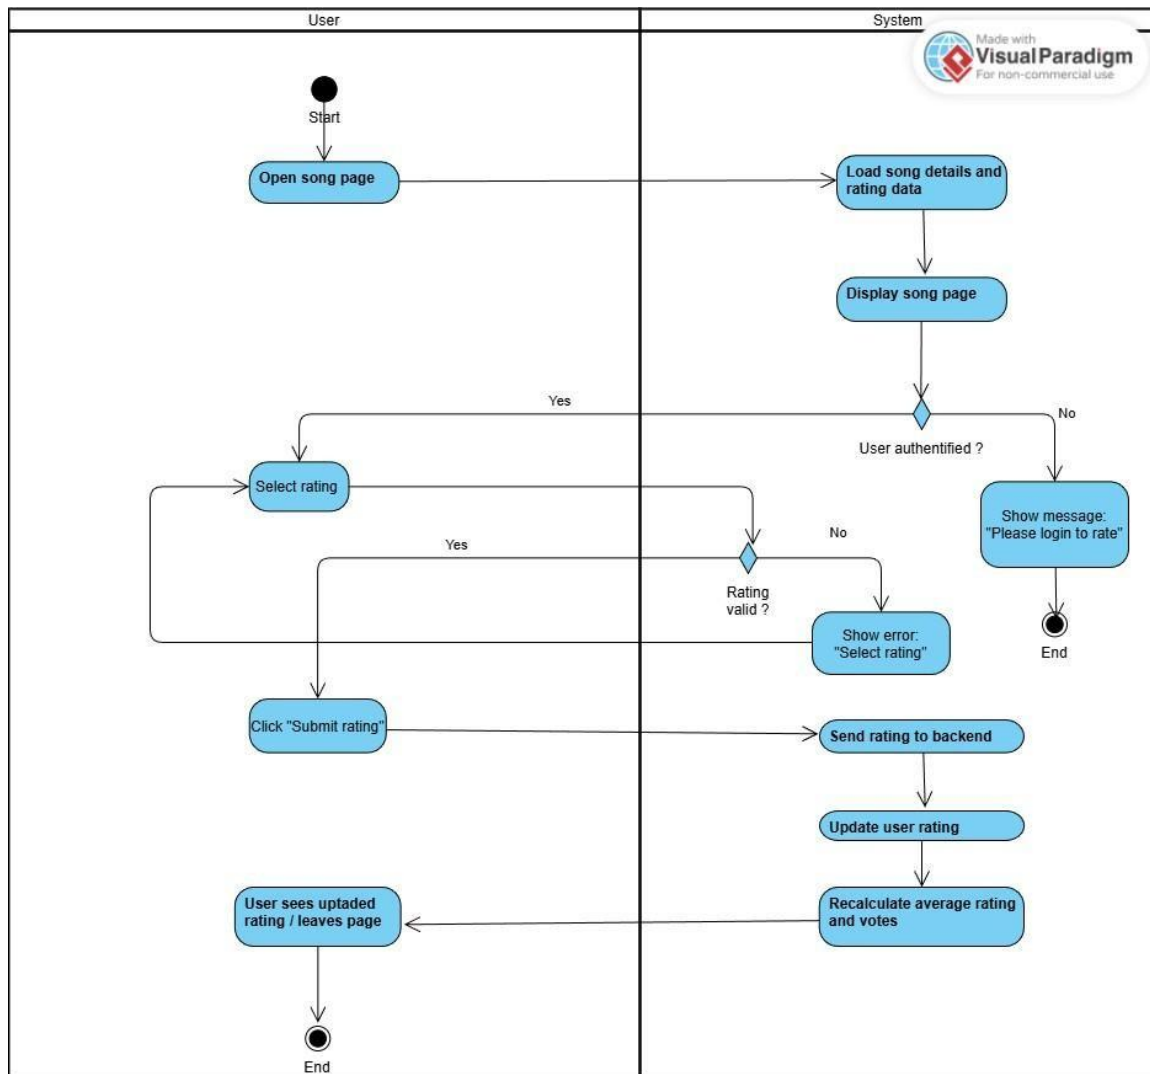 User
System
Made with
VisualParadigm
For non-commercial use
Start
Open song page
Load song details and
rating data
Display song page
Yes
No
User authentified ?
Select rating
Show message:
"Please login to rate"
Yes
No
Rating
valid ?
Show error:
"Select rating"
End
Click "Submit rating"
Send rating to backend
Update user rating
User sees uptaded
rating / leaves page
Recalculate average rating
and votes
End